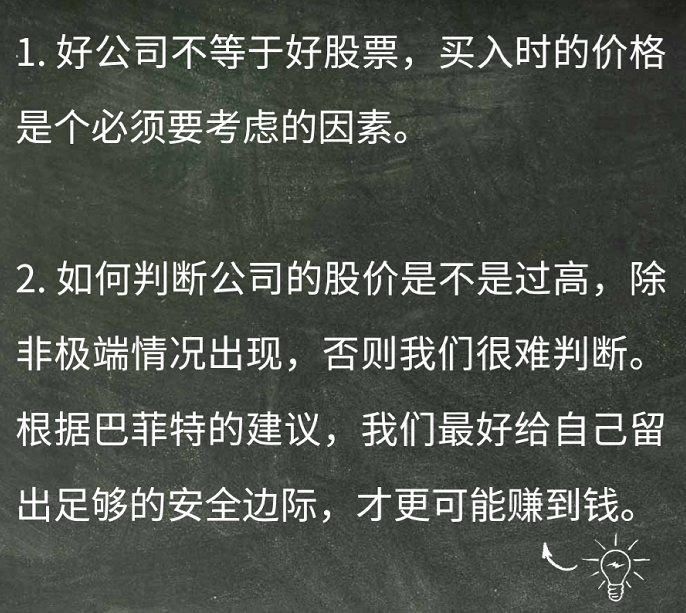 1. 好公司不等于好股票，买入时的价格
是个必须要考虑的因素。
2. 如何判断公司的股价是不是过高，除
非极端情况出现，否则我们很难判断。
根据巴菲特的建议，我们最好给自己留
出足够的安全边际，才更可能赚到钱。